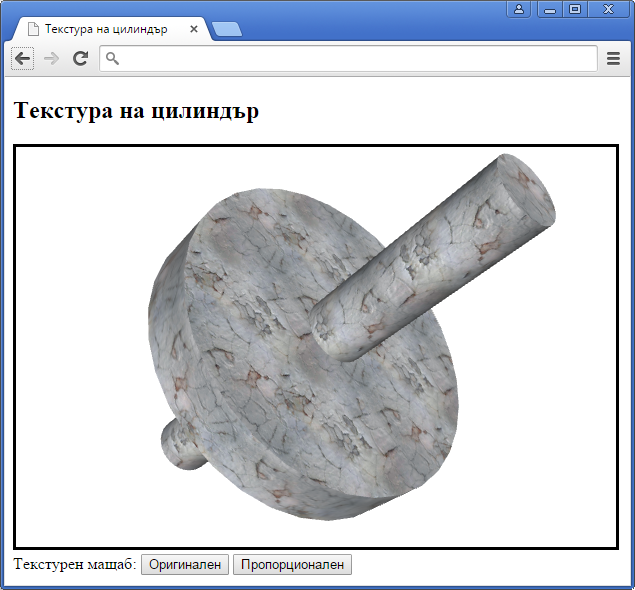 Текстура на цилиндър
Текстура на цилиндър
Текстурен мащаб: Оригинален Пропорционален